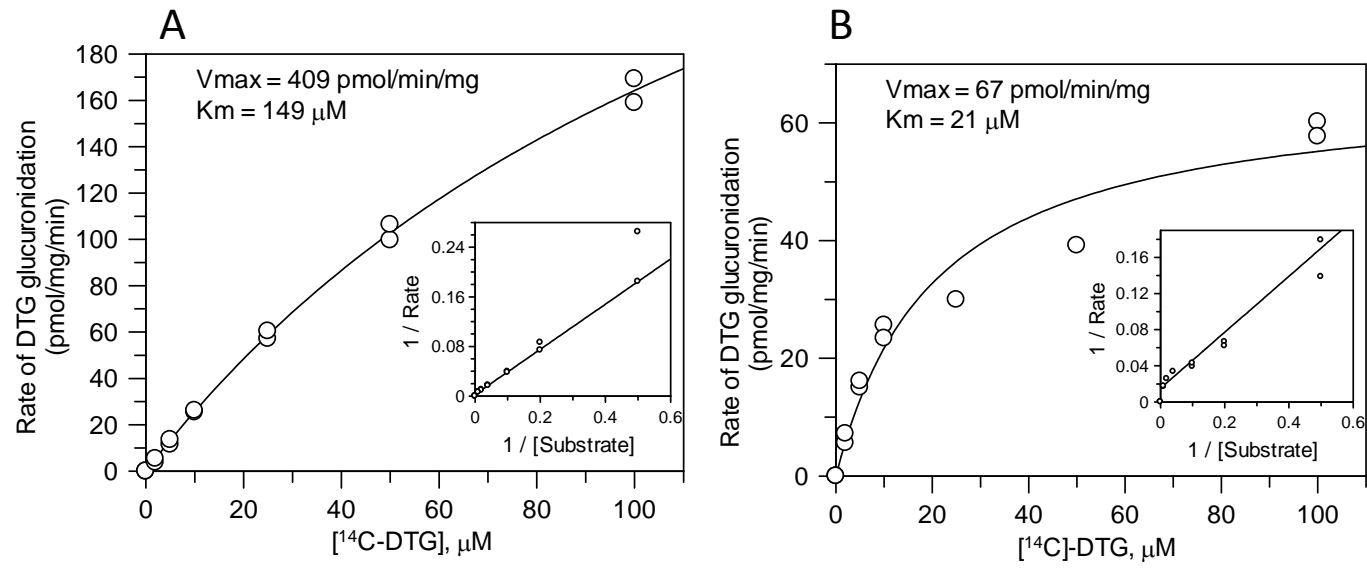 A
Vmax = 409 pmol/min/mg
Km = 149 μM
Rate of DTG glucuronidation
(pmol/mg/min)
180
160
140
120
100
80
60
40
20
0
0 20 40 60 80 100
[¹⁴C-DTG], μM
1 / Rate
0.24
0.16
0.08
0
0 0.2 0.4 0.6
1 / [Substrate]
B
Vmax = 67 pmol/min/mg
Km = 21 μM
Rate of DTG glucuronidation
(pmol/mg/min)
60
40
20
0
0 20 40 60 80 100
[¹⁴C]-DTG, μM
1 / Rate
0.16
0.12
0.08
0.04
0
0 0.2 0.4 0.6
1 / [Substrate]